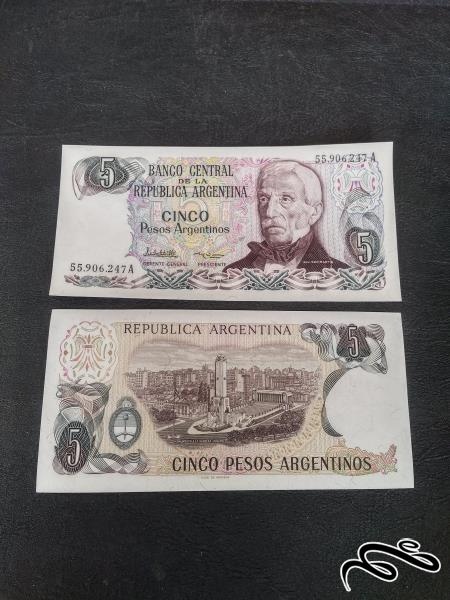 5
BANCO CENTRAL
DE LA
REPUBLICA ARGENTINA
55.906.247 A
CINCO
Pesos Argentinos
GERENTE GENERAL PRESIDENTE
55.906.247 A
5
REPUBLICA ARGENTINA
5
5
CINCO PESOS ARGENTINOS